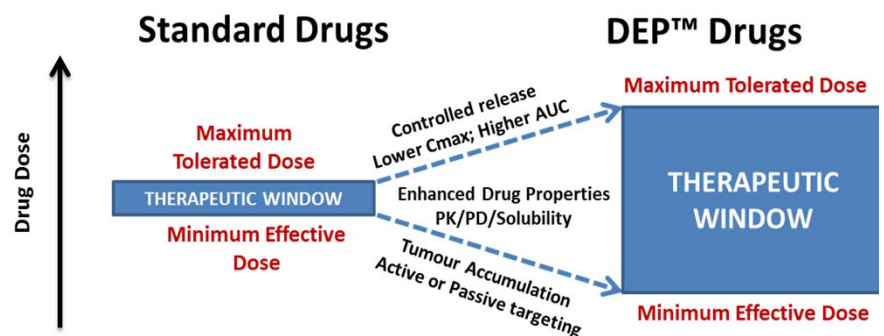 Standard Drugs
DEP™ Drugs
Drug Dose
Maximum
Tolerated Dose
THERAPEUTIC WINDOW
Minimum Effective
Dose
Controlled release
Lower Cmax; Higher AUC
Enhanced Drug Properties
PK/PD/Solubility
Tumour Accumulation
Active or Passive targeting
Maximum Tolerated Dose
THERAPEUTIC
WINDOW
Minimum Effective Dose